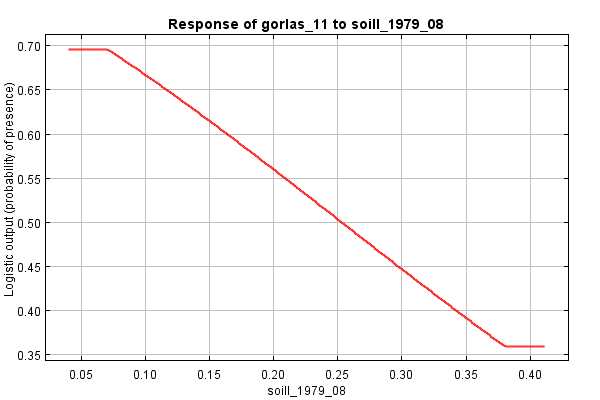 Response of gorlas_11 to soill_1979_08
Logistic output (probability of presence)
0.70
0.65
0.60
0.55
0.50
0.45
0.40
0.35
0.05 0.10 0.15 0.20 0.25 0.30 0.35 0.40
soill_1979_08